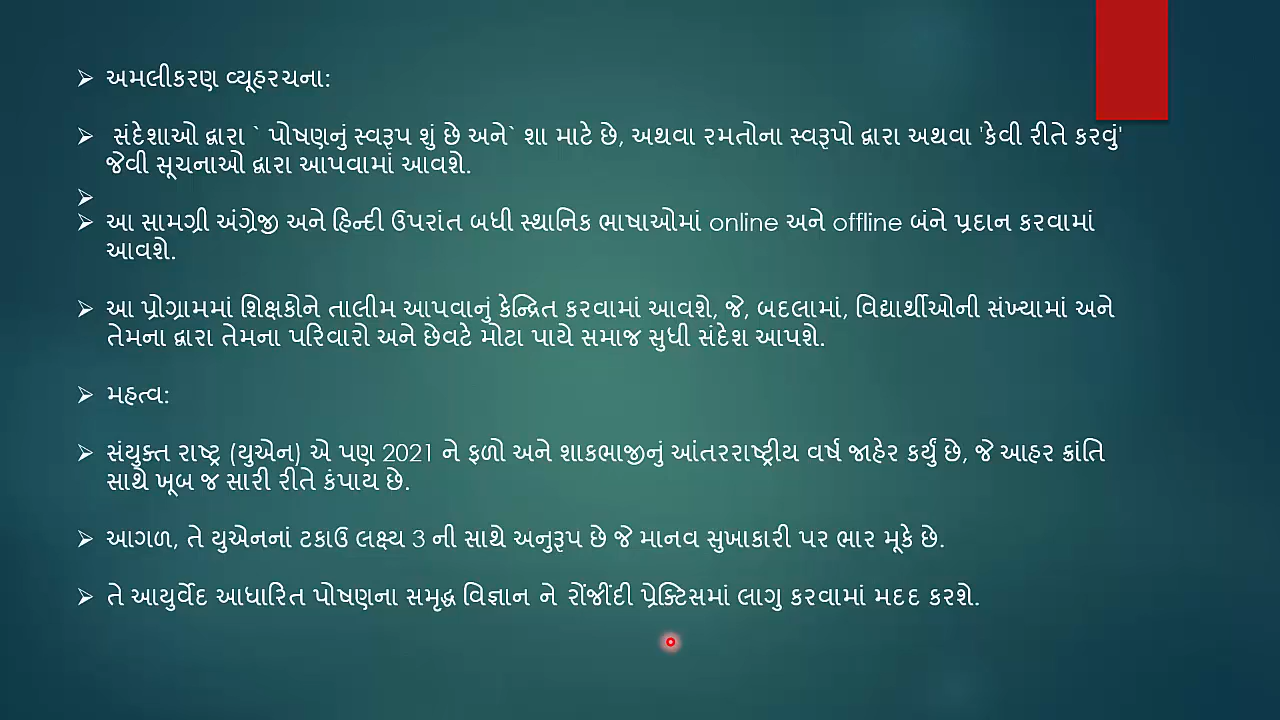 અમલીકરણ વ્યૂહરચના:
સંદેશાઓ દ્વારા ` પોષણનું સ્વરૂપ શું છે અને` શા માટે છે, અથવા રમતોના સ્વરૂપો દ્વારા અથવા 'કેવી રીતે કરવું'
જેવી સૂચનાઓ દ્વારા આપવામાં આવશે.
આ સામગ્રી અંગ્રેજી અને હિન્દી ઉપરાંત બધી સ્થાનિક ભાષાઓમાં online અને offline બંને પ્રદાન કરવામાં
આવશે.
આ પ્રોગ્રામમાં શિક્ષકોને તાલીમ આપવાનું કેન્દ્રિત કરવામાં આવશે, જે, બદલામાં, વિદ્યાર્થીઓની સંખ્યામાં અને
તેમના દ્વારા તેમના પરિવારો અને છેવટે મોટા પાયે સમાજ સુધી સંદેશ આપશે.
મહત્વ:
સંયુક્ત રાષ્ટ્ર (યુએન) એ પણ 2021 ને ફળો અને શાકભાજીનું આંતરરાષ્ટ્રીય વર્ષ જાહેર કર્યું છે, જે આહર ક્રાંતિ
સાથે ખૂબ જ સારી રીતે કંપાય છે.
આગળ, તે યુએનનાં ટકાઉ લક્ષ્ય 3 ની સાથે અનુરૂપ છે જે માનવ સુખાકારી પર ભાર મૂકે છે.
તે આયુર્વેદ આધારિત પોષણના સમૃદ્ધ વિજ્ઞાન ને રોંજીંદી પ્રેક્ટિસમાં લાગુ કરવામાં મદદ કરશે.